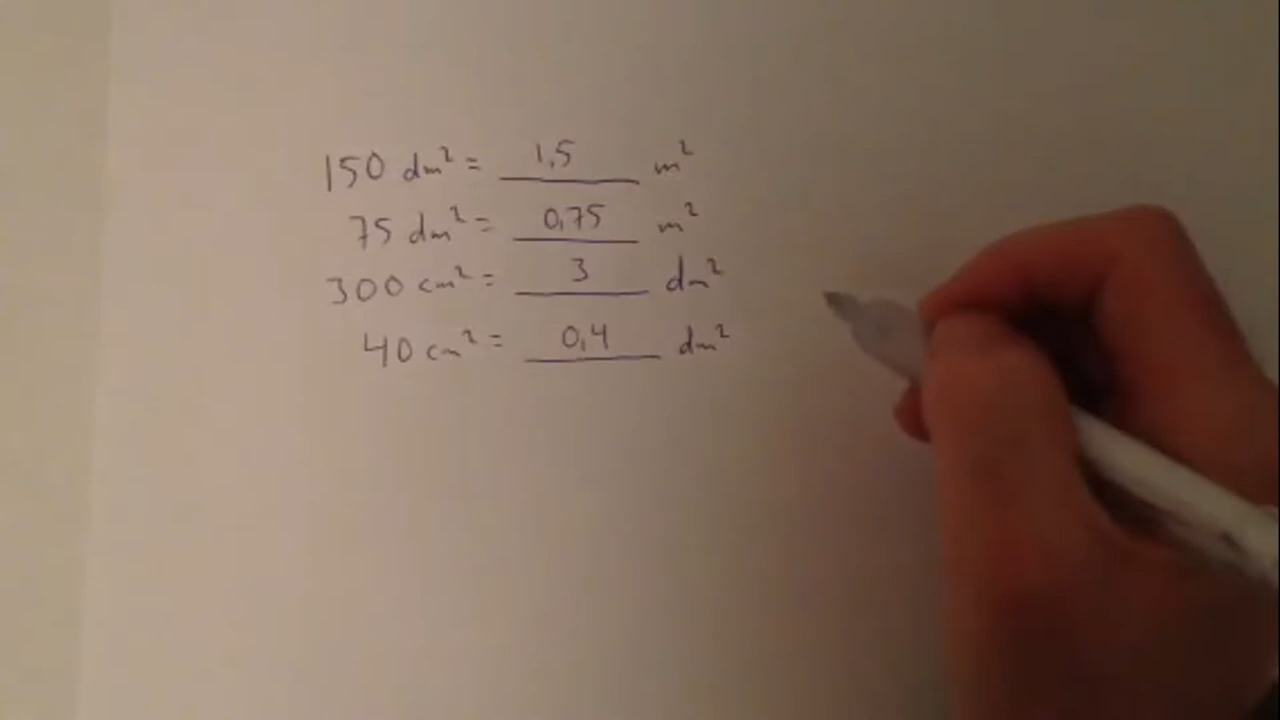 150 dm² = 1,5 m²
75 dm² = 0,75 m²
300 cm² = 3 dm²
40 cm² = 0,4 dm²